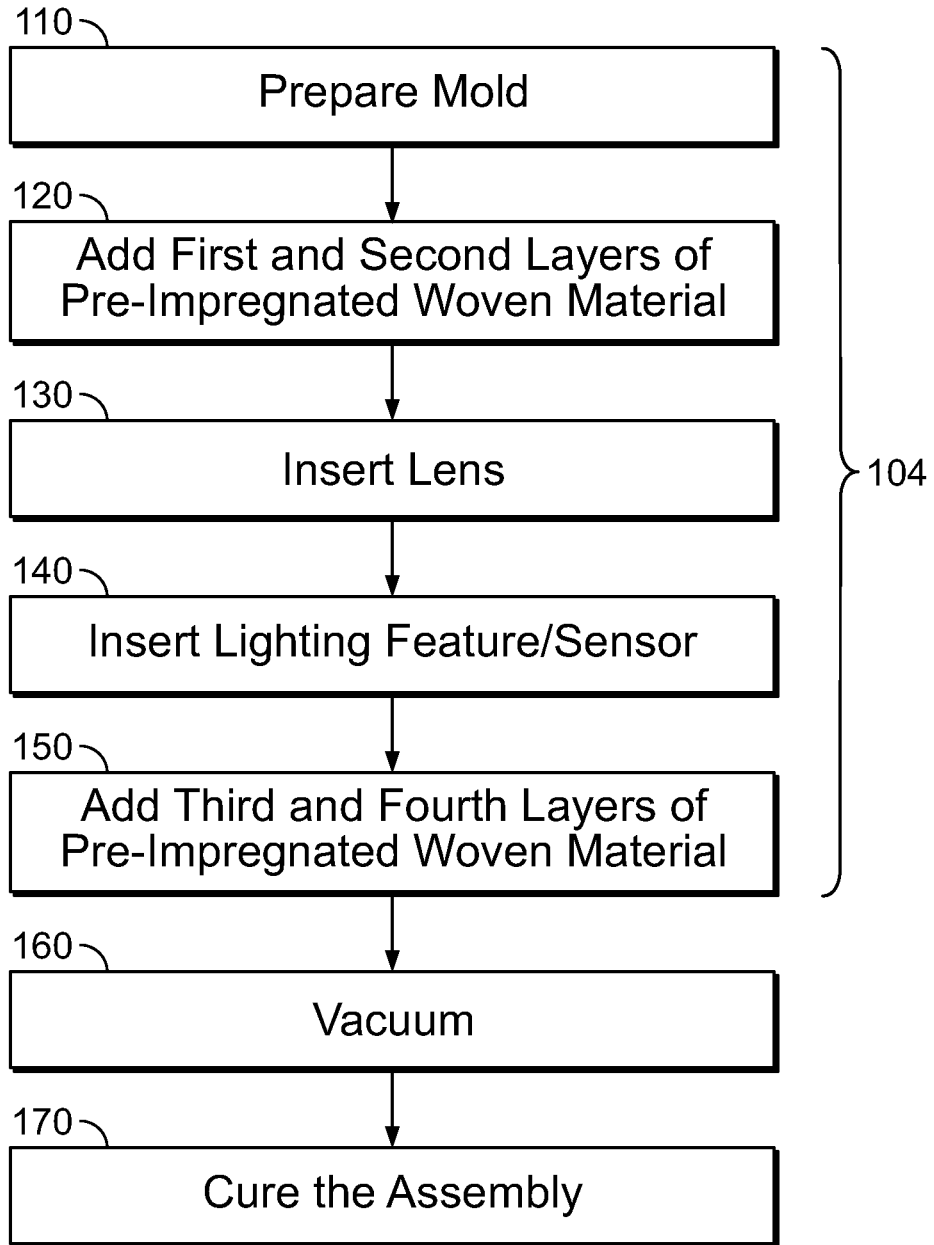 110
Prepare Mold
120
Add First and Second Layers of
Pre-Impregnated Woven Material
130
Insert Lens
104
140
Insert Lighting Feature/Sensor
150
Add Third and Fourth Layers of
Pre-Impregnated Woven Material
160
Vacuum
170
Cure the Assembly